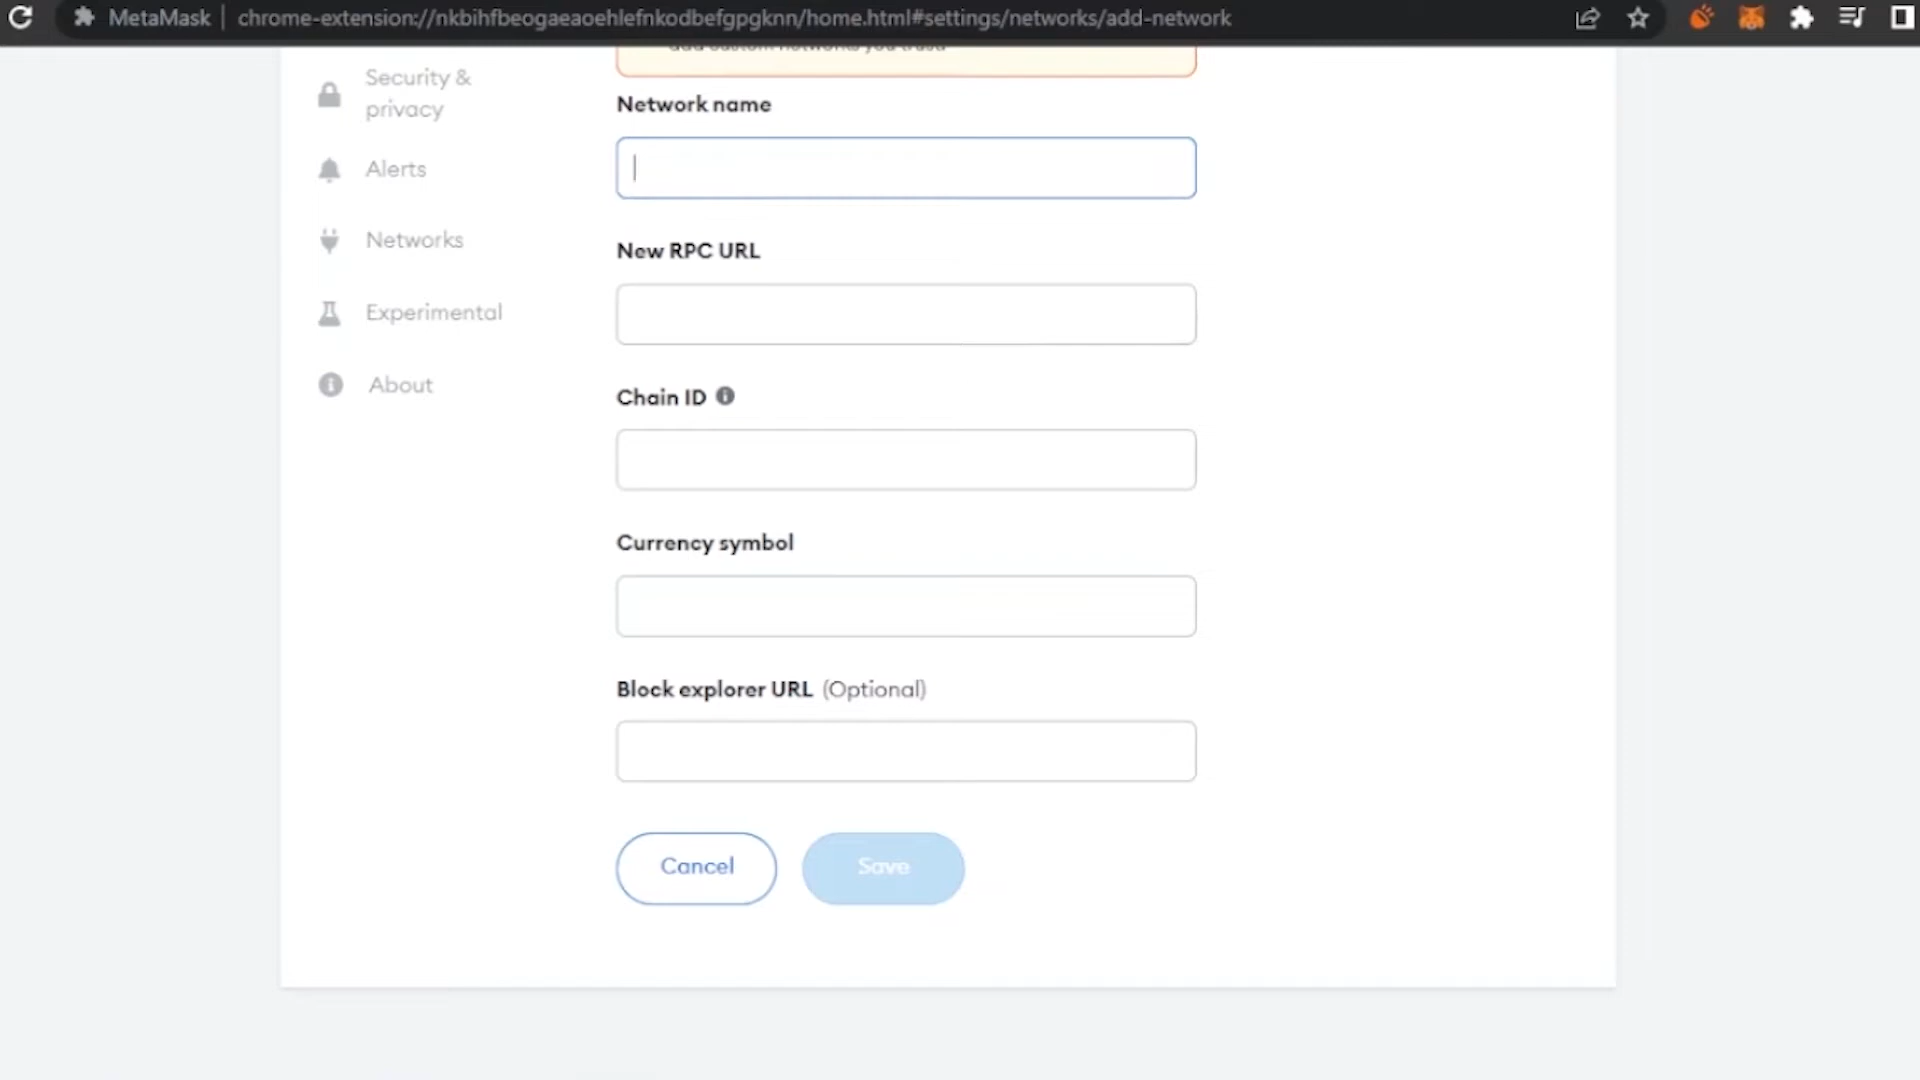 MetaMask | chrome-extension://nkbihfbeogaeaoehlefnkodbefgpgknn/home.html#settings/networks/add-network
add custom networks you trust.
Security &
privacy
Alerts
Networks
Experimental
About
Network name
New RPC URL
Chain ID
Currency symbol
Block explorer URL (Optional)
Cancel
Save